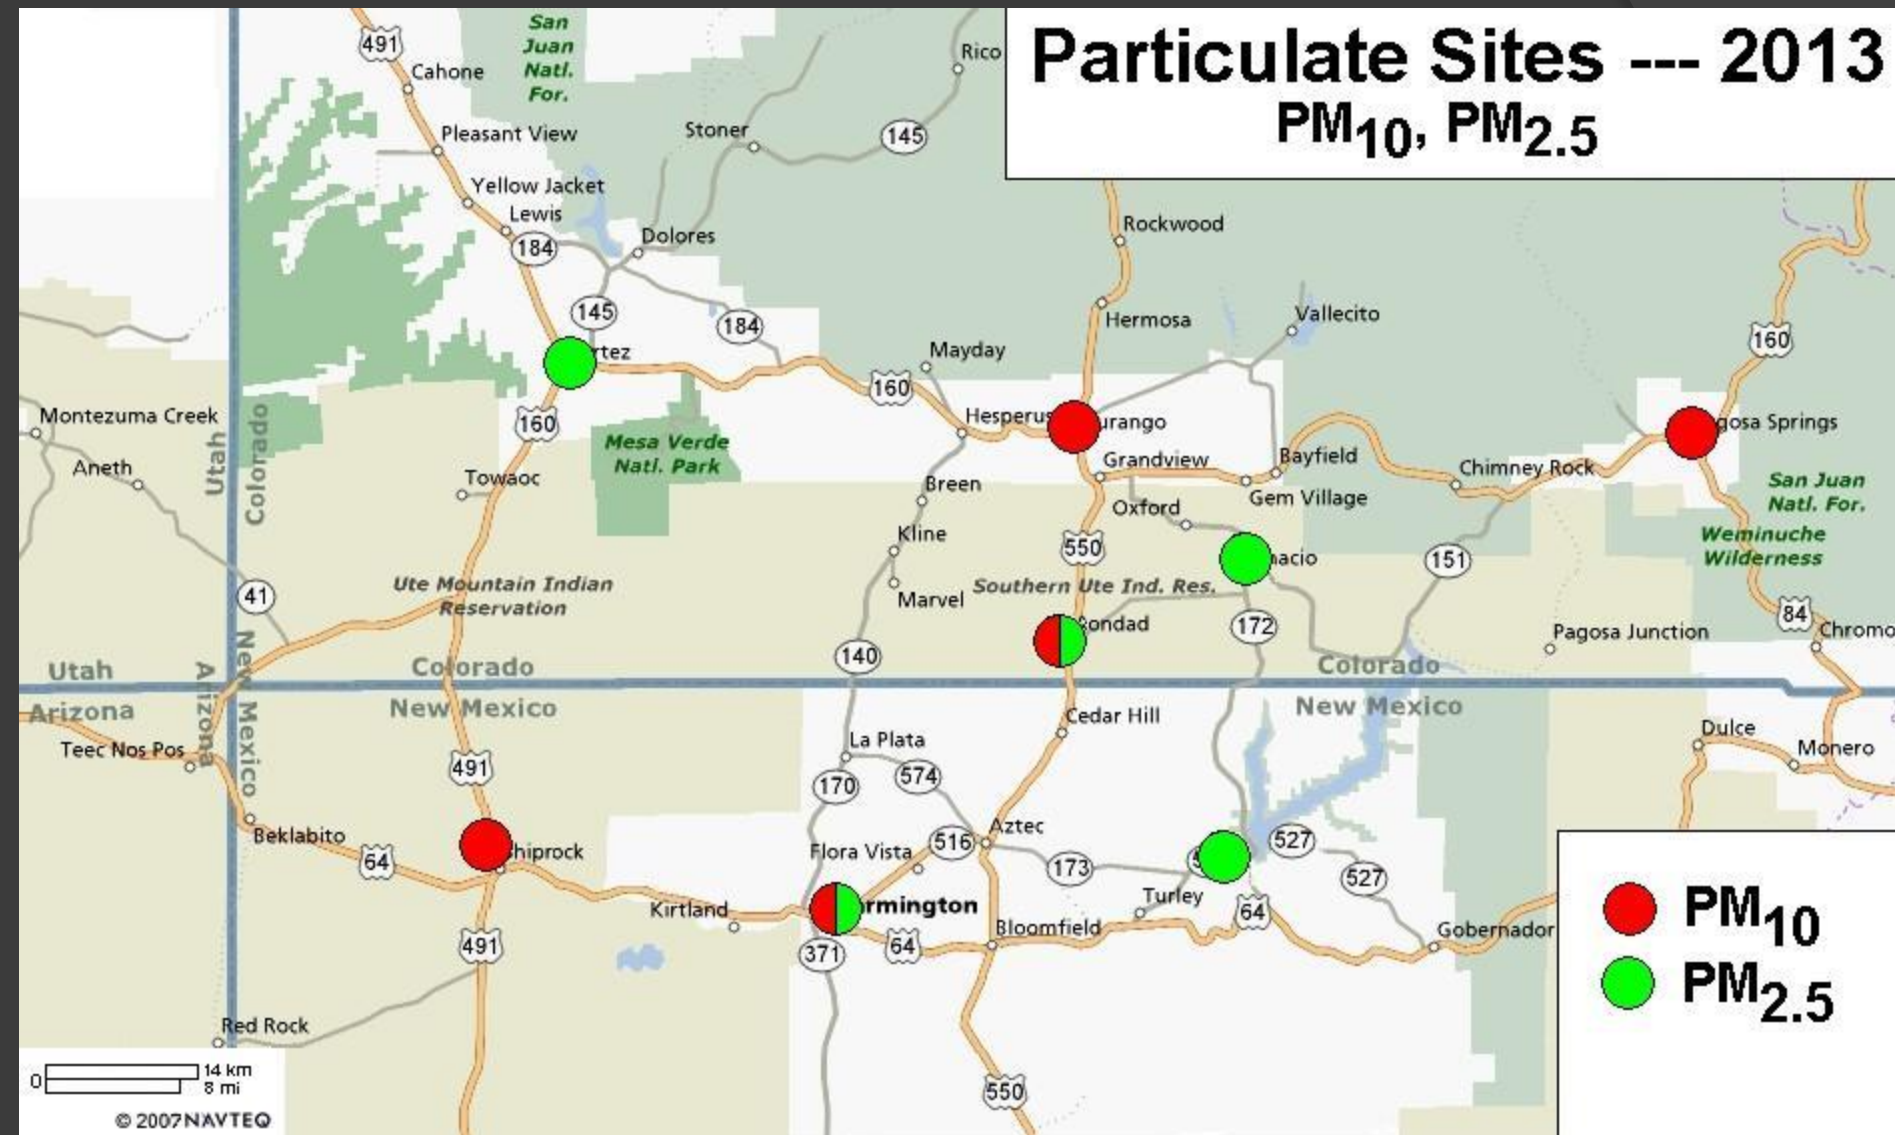 Particulate Sites --- 2013
PM10, PM2.5
491
Cahone
San
Juan
Natl.
For.
Rico
Pleasant View
Stoner
145
Yellow Jacket
Lewis
184
Dolores
Rockwood
145
184
Hermosa
Vallecito
160
rtez
Mayday
160
Montezuma Creek
Utah
Colorado
160
Mesa Verde
Natl. Park
Hesperus
urango
gosa Springs
Aneth
Towaoc
Breen
Grandview
Bayfield
Gem Village
Chimney Rock
San Juan
Natl. For.
Oxford
Kline
550
nacio
151
Weminuche
Wilderness
41
Ute Mountain Indian
Reservation
Marvel
Southern Ute Ind. Res.
ondad
172
84
Pagosa Junction
Chromo
140
Utah
Colorado
Colorado
Arizona
Arizona
New Mexico
New Mexico
New Mexico
Cedar Hill
Teec Nos Pos
491
La Plata
170
574
Dulce
Monero
Beklabito
64
hiprock
Flora Vista
516
Aztec
173
527
527
Kirtland
rmington
Turley
64
371
64
Bloomfield
Gobernador
491
Red Rock
550
PM10
PM2.5
0
14 km
8 mi
© 2007 NAVTEQ